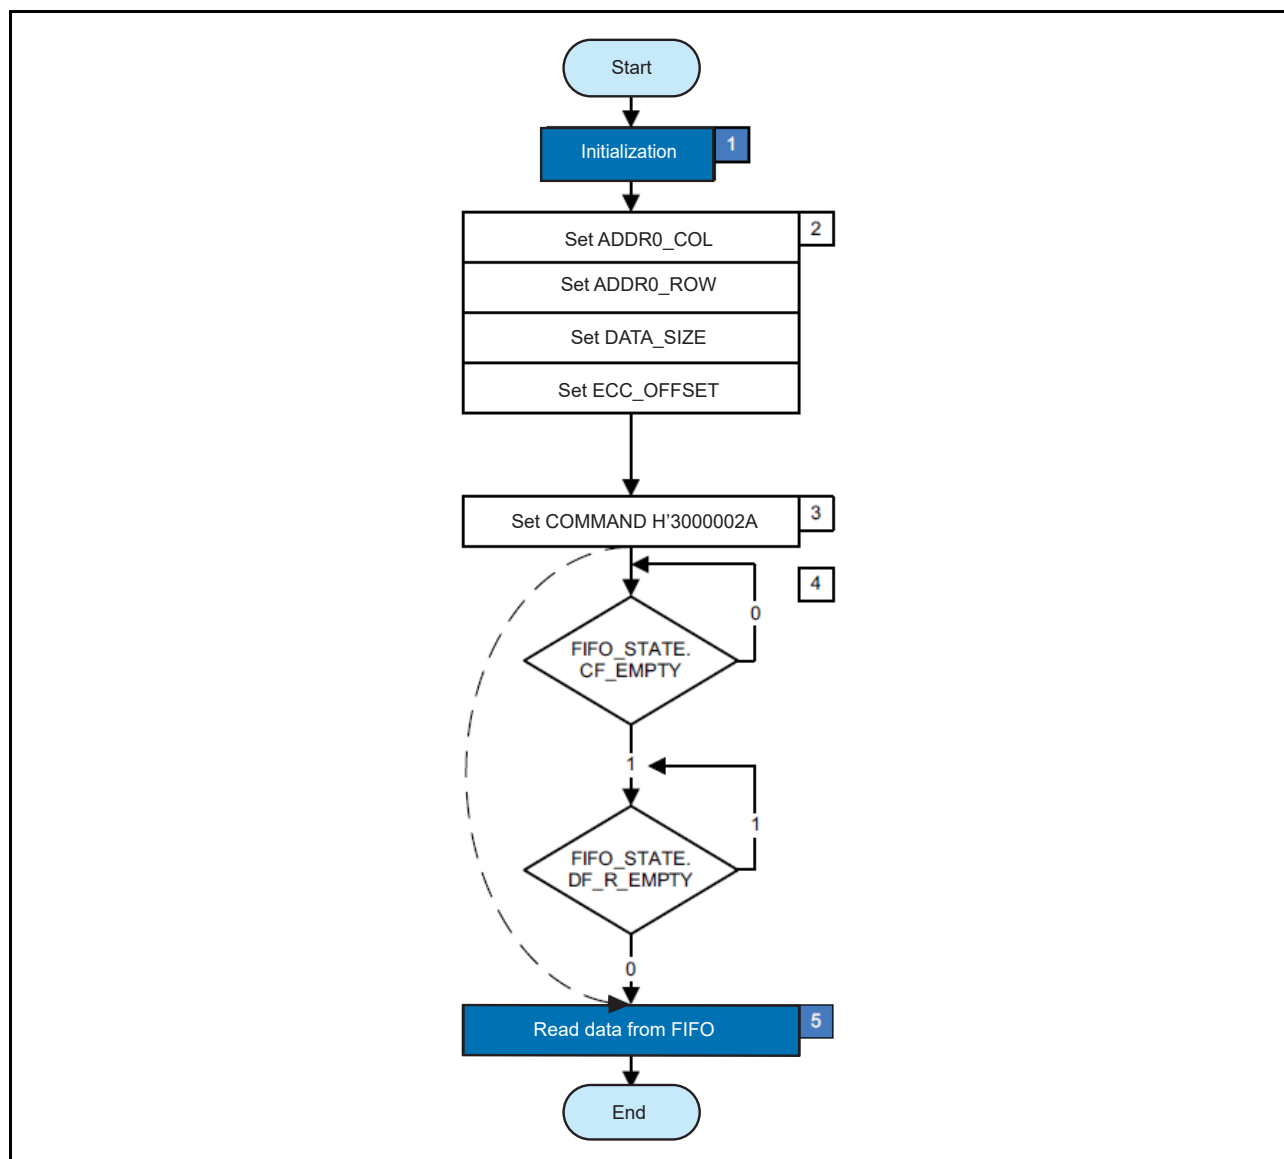 Start
Initialization
1
Set ADDR0_COL
2
Set ADDR0_ROW
Set DATA_SIZE
Set ECC_OFFSET
Set COMMAND H’3000002A
3
4
0
FIFO_STATE.
CF_EMPTY
1
1
FIFO_STATE.
DF_R_EMPTY
0
Read data from FIFO
5
End